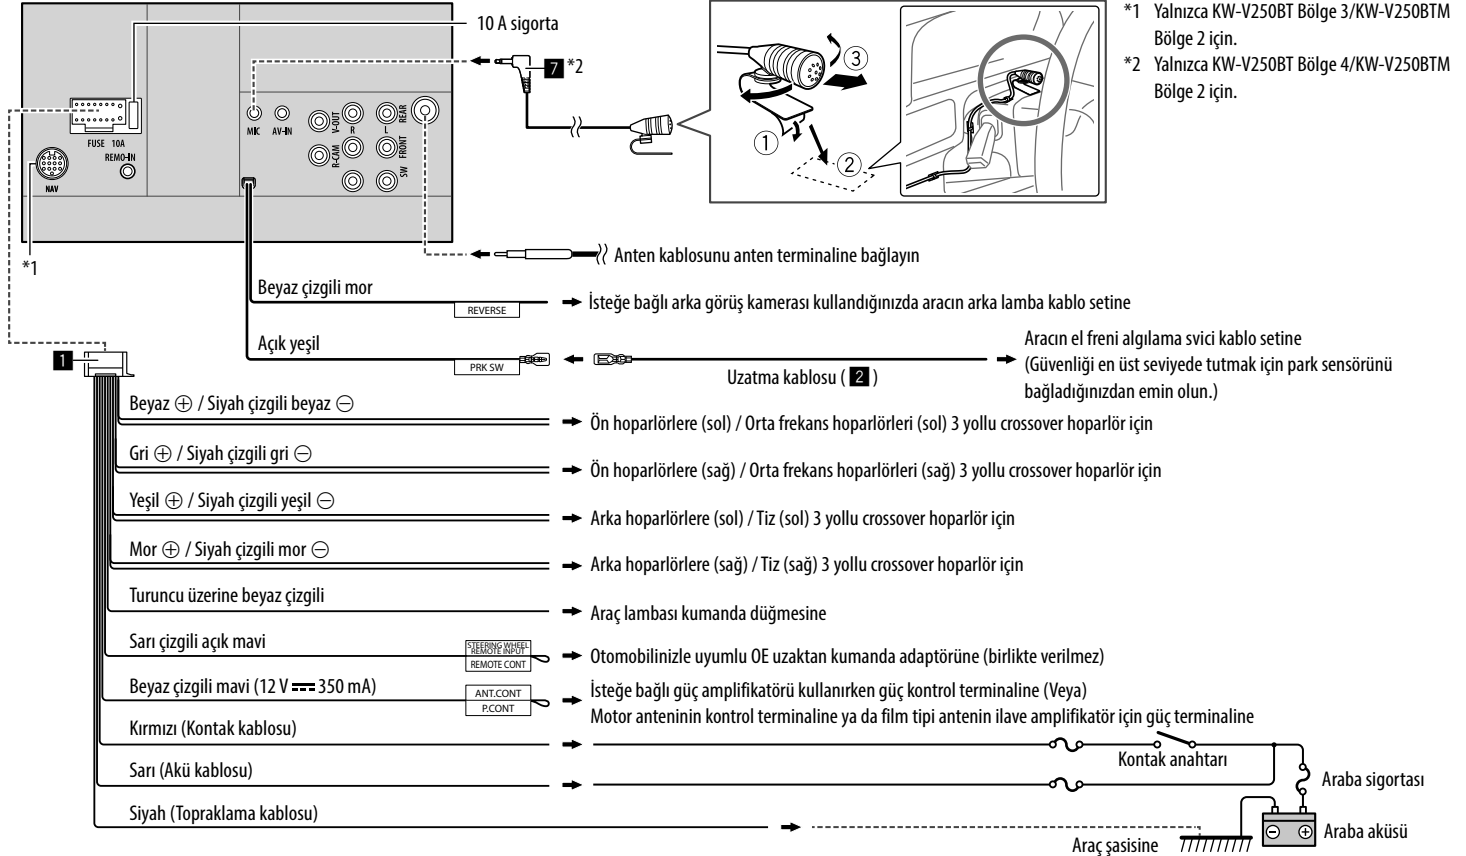 10 A sigorta
*1 Yalnızca KW-V250BT Bölge 3/KW-V250BTM
Bölge 2 için.
*2 Yalnızca KW-V250BT Bölge 4/KW-V250BTM
Bölge 2 için.
7 *2
3
1
2
FUSE 10A
REMO-IN
NAV
MIC
AV-IN
V-OUT
R
L
REAR
R-CAM
FRONT
SW
*1
Anten kablosunu anten terminaline bağlayın
Beyaz çizgili mor
REVERSE
İsteğe bağlı arka görüş kamerası kullandığınızda aracın arka lamba kablo setine
Açık yeşil
PRK SW
Uzatma kablosu ( 2 )
Aracın el freni algılama svici kablo setine
(Güvenliği en üst seviyede tutmak için park sensörünü
bağladığınızdan emin olun.)
1
Beyaz ⊕ / Siyah çizgili beyaz ⊖
Ön hoparlörlere (sol) / Orta frekans hoparlörleri (sol) 3 yollu crossover hoparlör için
Gri ⊕ / Siyah çizgili gri ⊖
Ön hoparlörlere (sağ) / Orta frekans hoparlörleri (sağ) 3 yollu crossover hoparlör için
Yeşil ⊕ / Siyah çizgili yeşil ⊖
Arka hoparlörlere (sol) / Tiz (sol) 3 yollu crossover hoparlör için
Mor ⊕ / Siyah çizgili mor ⊖
Arka hoparlörlere (sağ) / Tiz (sağ) 3 yollu crossover hoparlör için
Turuncu üzerine beyaz çizgili
Araç lambası kumanda düğmesine
Sarı çizgili açık mavi
STEERING WHEEL
REMOTE INPUT
REMOTE CONT
Otomobilinizle uyumlu OE uzaktan kumanda adaptörüne (birlikte verilmez)
Beyaz çizgili mavi (12 V ⎓ 350 mA)
ANT.CONT
P.CONT
İsteğe bağlı güç amplifikatörü kullanırken güç kontrol terminaline (Veya)
Motor anteninin kontrol terminaline ya da film tipi antenin ilave amplifikatör için güç terminaline
Kırmızı (Kontak kablosu)
Kontak anahtarı
Sarı (Akü kablosu)
Araba sigortası
Siyah (Topraklama kablosu)
Araç şasisine
⊖ ⊕
Araba aküsü